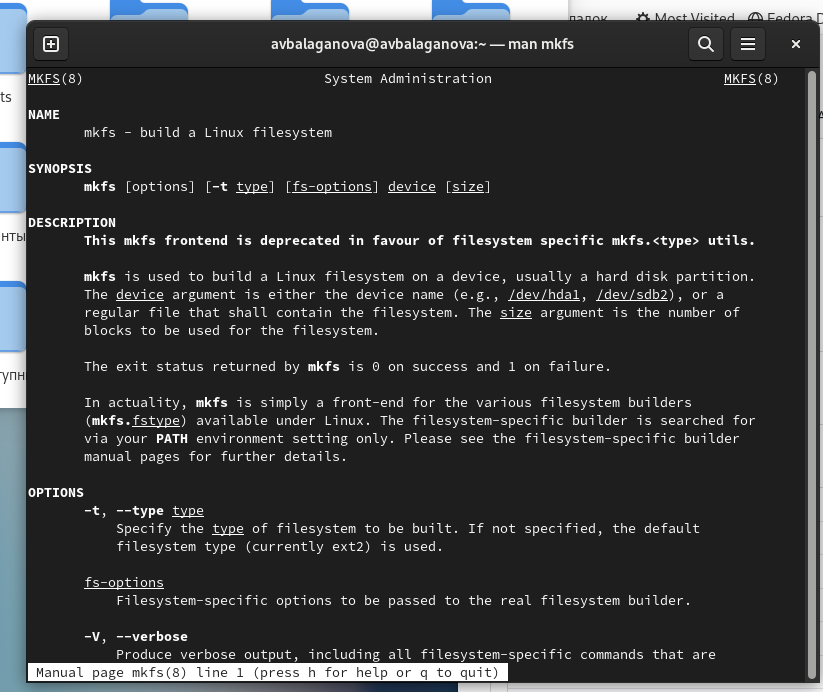 папок
Most Visited
Fedora D
avbalaganova@avbalaganova:~ — man mkfs
ts
нты
тупн
MKFS(8) System Administration MKFS(8)
NAME
mkfs - build a Linux filesystem
SYNOPSIS
mkfs [options] [-t type] [fs-options] device [size]
DESCRIPTION
This mkfs frontend is deprecated in favour of filesystem specific mkfs.<type> utils.
mkfs is used to build a Linux filesystem on a device, usually a hard disk partition.
The device argument is either the device name (e.g., /dev/hda1, /dev/sdb2), or a
regular file that shall contain the filesystem. The size argument is the number of
blocks to be used for the filesystem.
The exit status returned by mkfs is 0 on success and 1 on failure.
In actuality, mkfs is simply a front-end for the various filesystem builders
(mkfs.fstype) available under Linux. The filesystem-specific builder is searched for
via your PATH environment setting only. Please see the filesystem-specific builder
manual pages for further details.
OPTIONS
-t, --type type
Specify the type of filesystem to be built. If not specified, the default
filesystem type (currently ext2) is used.
fs-options
Filesystem-specific options to be passed to the real filesystem builder.
-V, --verbose
Produce verbose output, including all filesystem-specific commands that are
Manual page mkfs(8) line 1 (press h for help or q to quit)